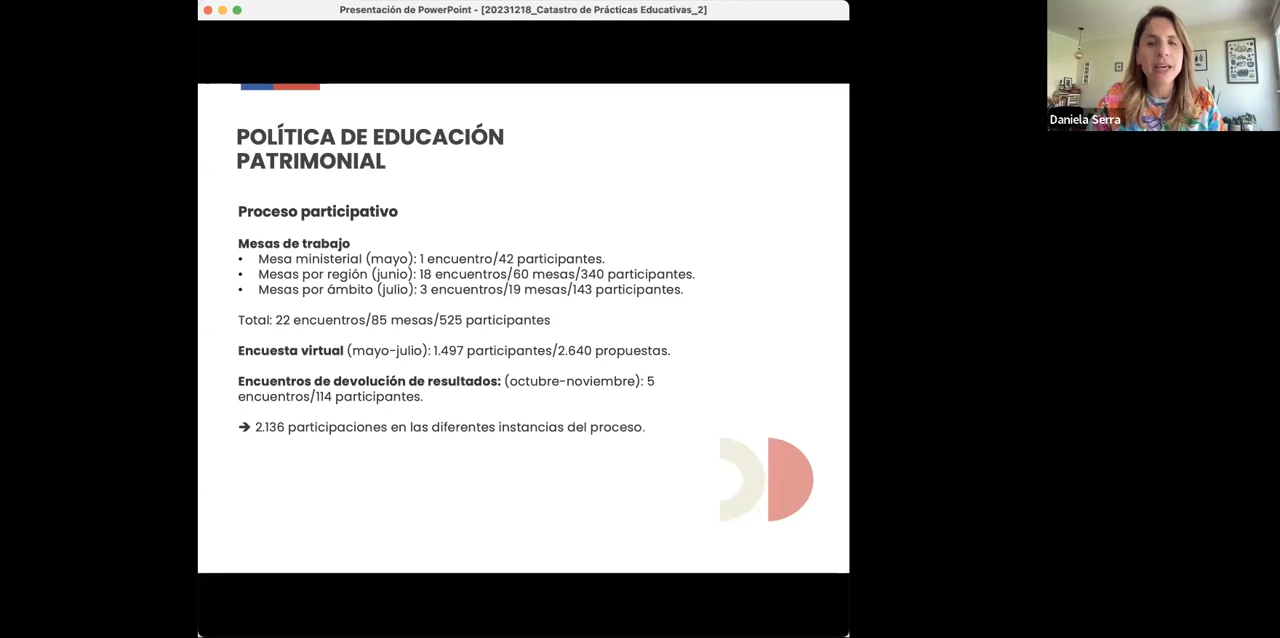 Presentación de PowerPoint - [20231218_Catastro de Prácticas Educativas_2]
POLÍTICA DE EDUCACIÓN
PATRIMONIAL
Proceso participativo
Mesas de trabajo
• Mesa ministerial (mayo): 1 encuentro/42 participantes.
• Mesas por región (junio): 18 encuentros/60 mesas/340 participantes.
• Mesas por ámbito (julio): 3 encuentros/19 mesas/143 participantes.
Total: 22 encuentros/85 mesas/525 participantes
Encuesta virtual (mayo-julio): 1.497 participantes/2.640 propuestas.
Encuentros de devolución de resultados: (octubre-noviembre): 5
encuentros/114 participantes.
➔ 2.136 participaciones en las diferentes instancias del proceso.
Daniela Serra